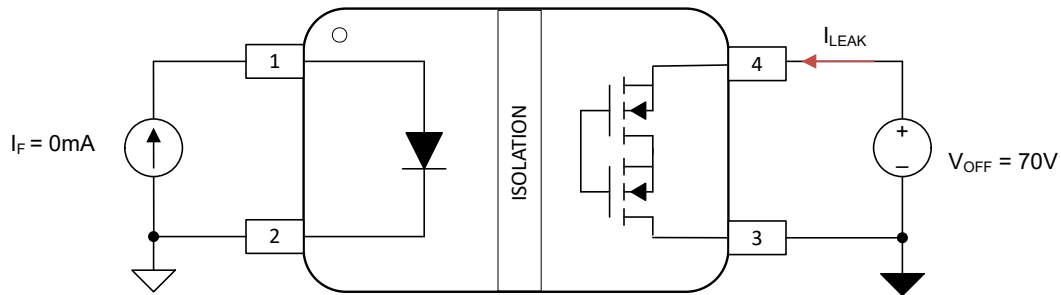 I_LEAK
1
4
I_F = 0mA
ISOLATION
+
–
V_OFF = 70V
2
3